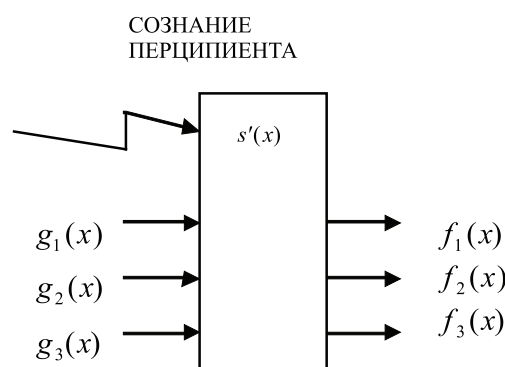 СОЗНАНИЕ
ПЕРЦИПИЕНТА
s′(x)
g₁(x) f₁(x)
g₂(x) f₂(x)
g₃(x) f₃(x)